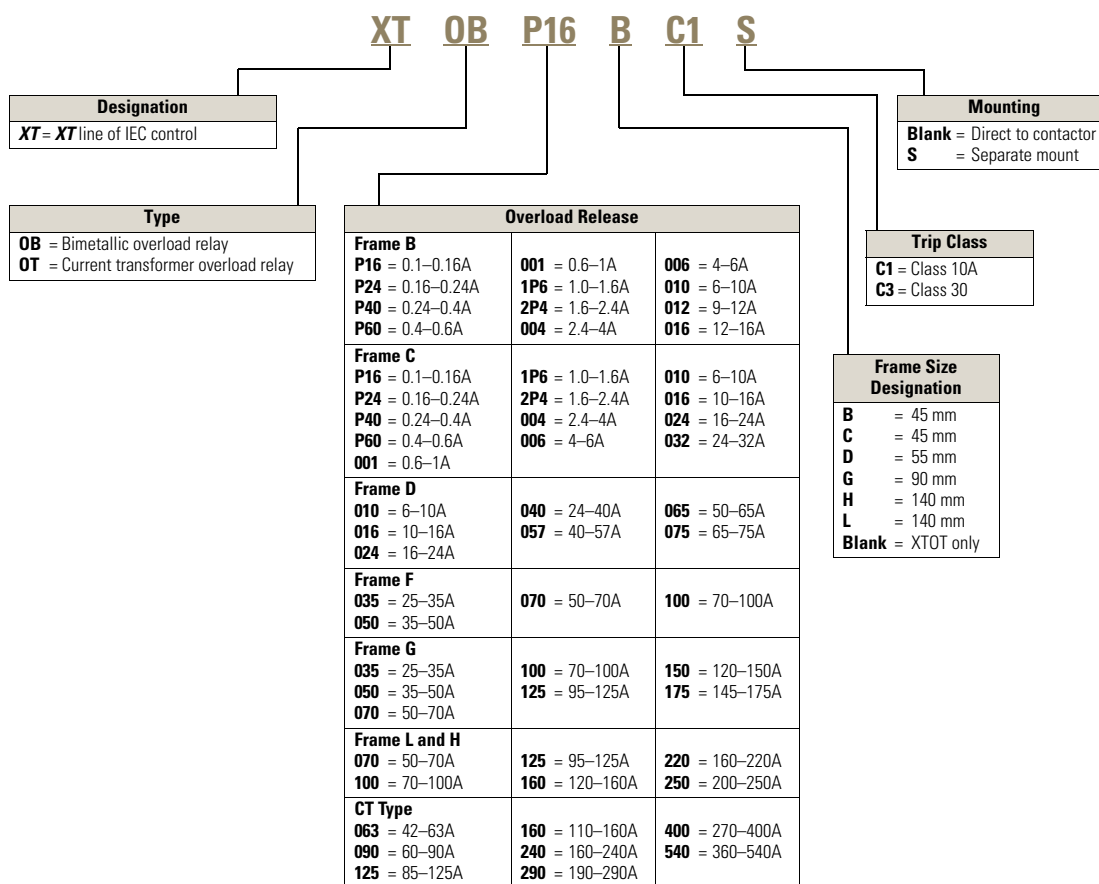 XT OB P16 B C1 S
Designation
XT = XT line of IEC control
Type
OB = Bimetallic overload relay
OT = Current transformer overload relay
Overload Release
Frame B
P16 = 0.1–0.16A 001 = 0.6–1A 006 = 4–6A
P24 = 0.16–0.24A 1P6 = 1.0–1.6A 010 = 6–10A
P40 = 0.24–0.4A 2P4 = 1.6–2.4A 012 = 9–12A
P60 = 0.4–0.6A 004 = 2.4–4A 016 = 12–16A
Frame C
P16 = 0.1–0.16A 1P6 = 1.0–1.6A 010 = 6–10A
P24 = 0.16–0.24A 2P4 = 1.6–2.4A 016 = 10–16A
P40 = 0.24–0.4A 004 = 2.4–4A 024 = 16–24A
P60 = 0.4–0.6A 006 = 4–6A 032 = 24–32A
001 = 0.6–1A
Frame D
010 = 6–10A 040 = 24–40A 065 = 50–65A
016 = 10–16A 057 = 40–57A 075 = 65–75A
024 = 16–24A
Frame F
035 = 25–35A 070 = 50–70A 100 = 70–100A
050 = 35–50A
Frame G
035 = 25–35A 100 = 70–100A 150 = 120–150A
050 = 35–50A 125 = 95–125A 175 = 145–175A
070 = 50–70A
Frame L and H
070 = 50–70A 125 = 95–125A 220 = 160–220A
100 = 70–100A 160 = 120–160A 250 = 200–250A
CT Type
063 = 42–63A 160 = 110–160A 400 = 270–400A
090 = 60–90A 240 = 160–240A 540 = 360–540A
125 = 85–125A 290 = 190–290A
Mounting
Blank = Direct to contactor
S = Separate mount
Trip Class
C1 = Class 10A
C3 = Class 30
Frame Size
Designation
B = 45 mm
C = 45 mm
D = 55 mm
G = 90 mm
H = 140 mm
L = 140 mm
Blank = XTOT only